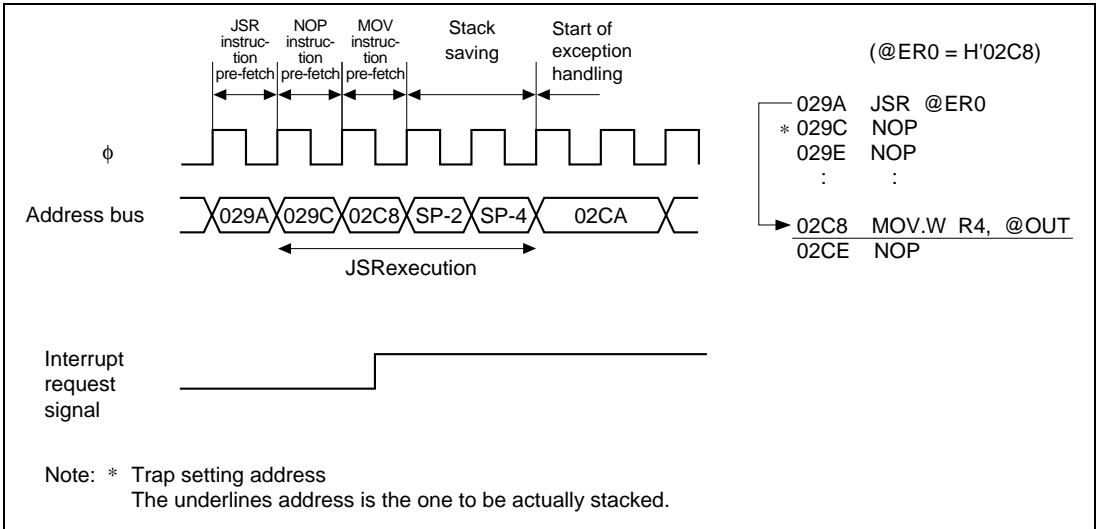 JSR
instruc-
tion
pre-fetch
NOP
instruc-
tion
pre-fetch
MOV
instruc-
tion
pre-fetch
Stack
saving
Start of
exception
handling
(@ER0 = H'02C8)
029A JSR @ER0
* 029C NOP
029E NOP
: :
02C8 MOV.W R4, @OUT
02CE NOP
ϕ
Address bus
029A 029C 02C8 SP-2 SP-4 02CA
JSRexecution
Interrupt
request
signal
Note: * Trap setting address
The underlines address is the one to be actually stacked.